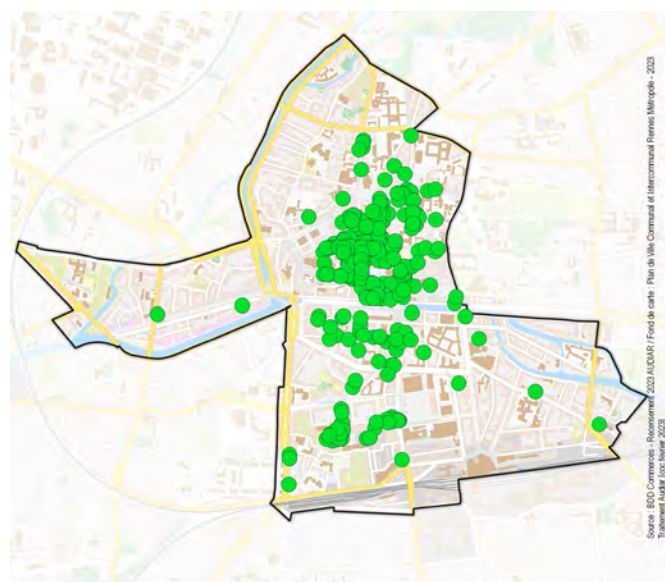 Source : BDD Commerces - Recensement 2023 AUDIAR / Fond de carte : Plan de Ville Communal et Intercommunal Rennes Métropole - 2023
Traitement Audiar (ccc février 2023)